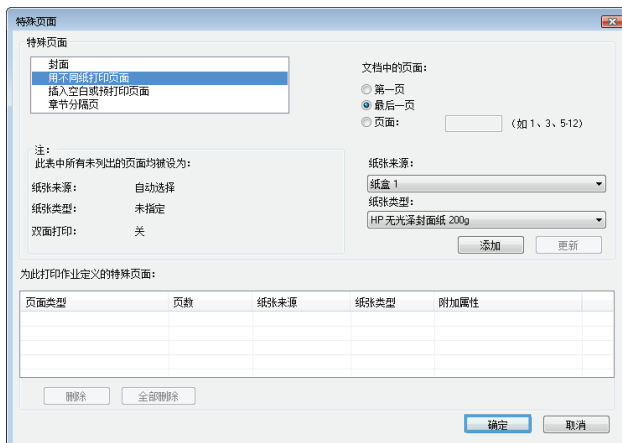 特殊页面
特殊页面
封面
用不同纸打印页面
插入空白或预打印页面
章节分隔页
文档中的页面：
第一页
最后一页
页面： （如 1、3、5-12）
注：
此表中所有未列出的页面均被设为：
纸张来源： 自动选择
纸张类型： 未指定
双面打印： 关
纸张来源：
纸盒 1
纸张类型：
HP 无光泽封面纸 200g
添加 更新
为此打印作业定义的特殊页面：
页面类型 页数 纸张来源 纸张类型 附加属性
删除 全部删除
确定 取消